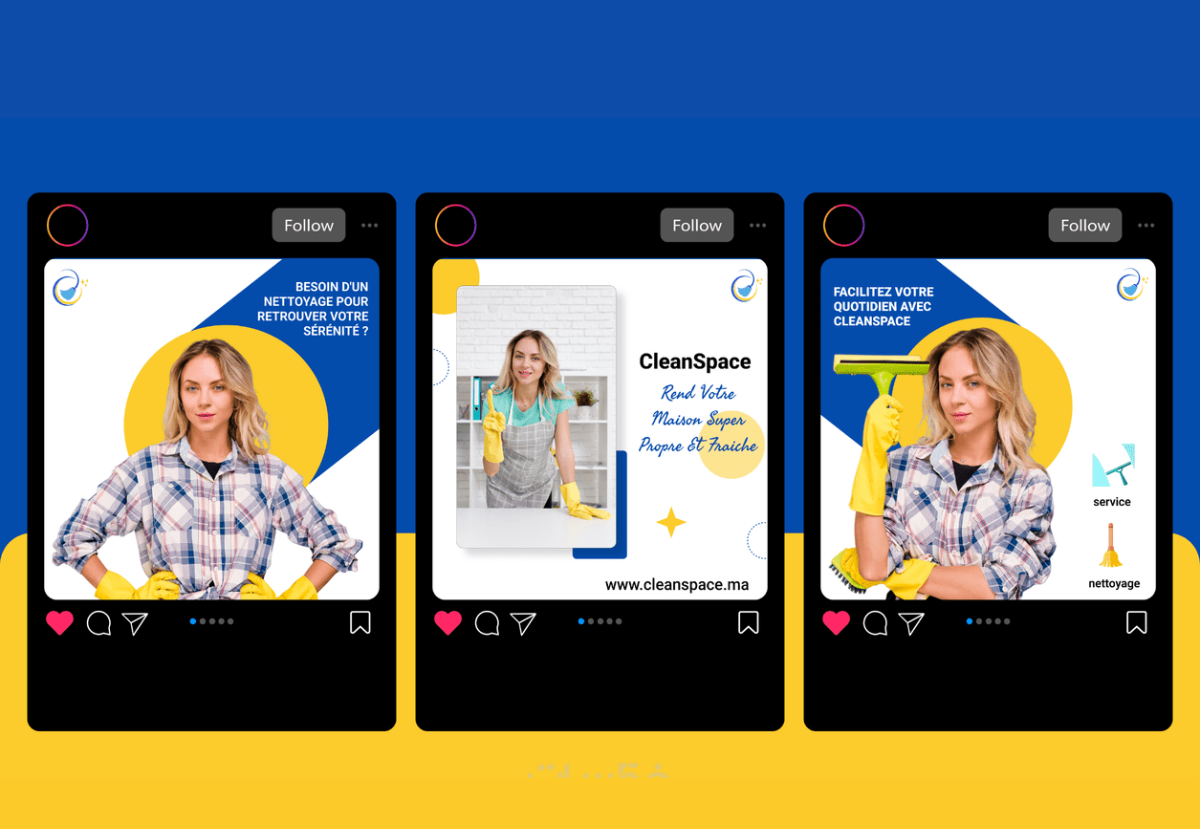 Follow
BESOIN D'UN
NETTOYAGE POUR
RETROUVER VOTRE
SÉRÉNITÉ ?
Follow
CleanSpace
Rend Votre
Maison Super
Propre Et Fraiche
www.cleanspace.ma
Follow
FACILITEZ VOTRE
QUOTIDIEN AVEC
CLEANSPACE
service
nettoyage